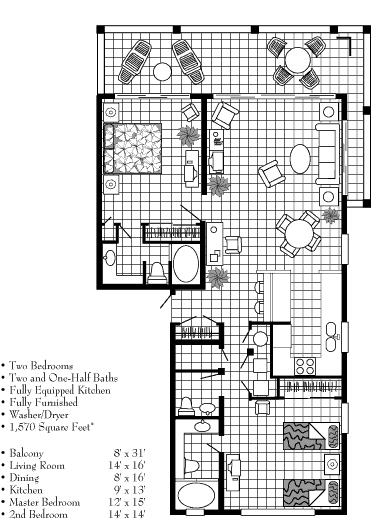 • Two Bedrooms
• Two and One-Half Baths
• Fully Equipped Kitchen
• Fully Furnished
• Washer/Dryer
• 1,570 Square Feet*
• Balcony 8' x 31'
• Living Room 14' x 16'
• Dining 8' x 16'
• Kitchen 9' x 13'
• Master Bedroom 12' x 15'
• 2nd Bedroom 14' x 14'